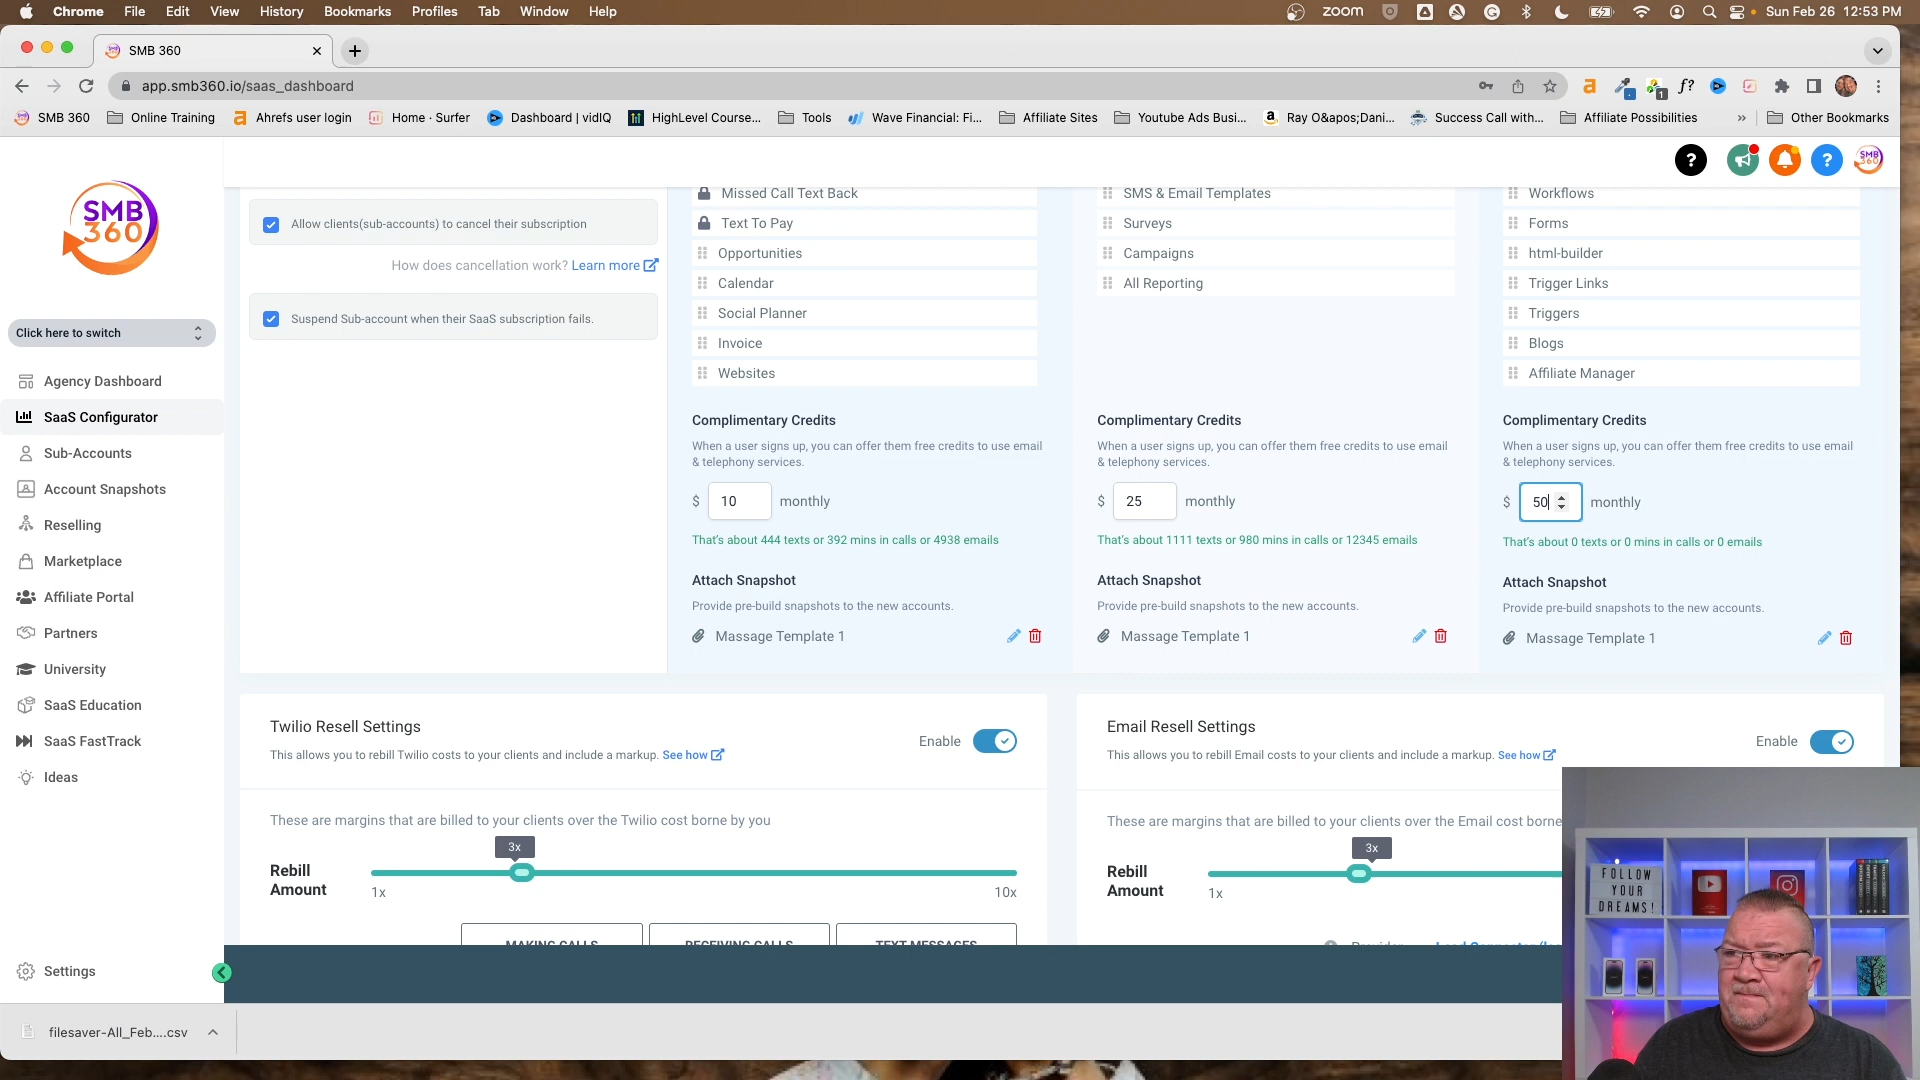 Chrome File Edit View History Bookmarks Profiles Tab Window Help
zoom Sun Feb 26 12:53 PM
SMB 360
app.smb360.io/saas_dashboard
SMB 360 Online Training Ahrefs user login Home · Surfer Dashboard | vidIQ HighLevel Course... Tools Wave Financial: Fi... Affiliate Sites Youtube Ads Busi... Ray O&apos;Dani... Success Call with... Affiliate Possibilities » Other Bookmarks
SMB
360
Click here to switch
Agency Dashboard
SaaS Configurator
Sub-Accounts
Account Snapshots
Reselling
Marketplace
Affiliate Portal
Partners
University
SaaS Education
SaaS FastTrack
Ideas
Settings
Allow clients(sub-accounts) to cancel their subscription
How does cancellation work? Learn more
Suspend Sub-account when their SaaS subscription fails.
Missed Call Text Back
Text To Pay
Opportunities
Calendar
Social Planner
Invoice
Websites
Complimentary Credits
When a user signs up, you can offer them free credits to use email
& telephony services.
$ 10 monthly
That's about 444 texts or 392 mins in calls or 4938 emails
Attach Snapshot
Provide pre-build snapshots to the new accounts.
Massage Template 1
SMS & Email Templates
Surveys
Campaigns
All Reporting
Complimentary Credits
When a user signs up, you can offer them free credits to use email
& telephony services.
$ 25 monthly
That's about 1111 texts or 980 mins in calls or 12345 emails
Attach Snapshot
Provide pre-build snapshots to the new accounts.
Massage Template 1
Workflows
Forms
html-builder
Trigger Links
Triggers
Blogs
Affiliate Manager
Complimentary Credits
When a user signs up, you can offer them free credits to use email
& telephony services.
$ 50 monthly
That's about 0 texts or 0 mins in calls or 0 emails
Attach Snapshot
Provide pre-build snapshots to the new accounts.
Massage Template 1
Twilio Resell Settings
This allows you to rebill Twilio costs to your clients and include a markup. See how
Enable
These are margins that are billed to your clients over the Twilio cost borne by you
3x
Rebill
Amount
1x 10x
MAKING CALLS RECEIVING CALLS TEXT MESSAGES
Email Resell Settings
This allows you to rebill Email costs to your clients and include a markup. See how
Enable
These are margins that are billed to your clients over the Email cost borne
3x
Rebill
Amount
1x
Provider
filesaver-All_Feb....csv
FOLLOW
YOUR
DREAMS!